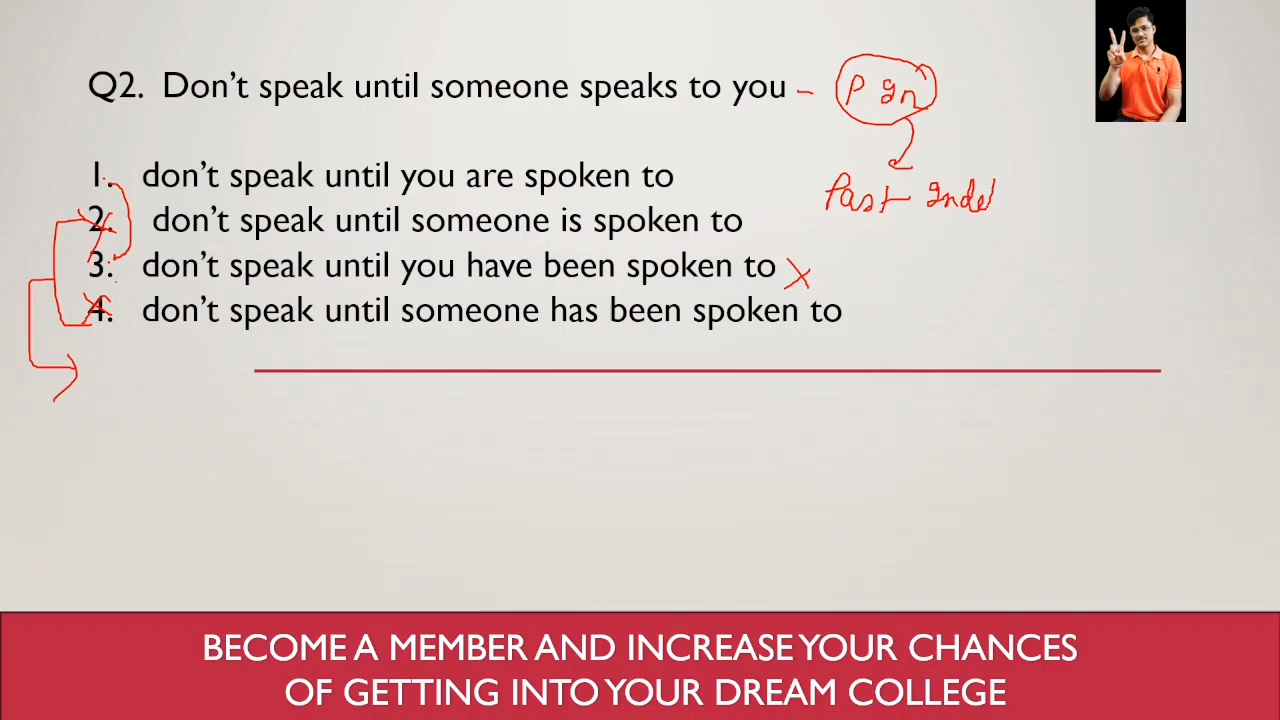 Q2. Don't speak until someone speaks to you - P In
Past Inde
1. don't speak until you are spoken to
2. don't speak until someone is spoken to
3. don't speak until you have been spoken to
4. don't speak until someone has been spoken to
BECOME A MEMBER AND INCREASE YOUR CHANCES
OF GETTING INTO YOUR DREAM COLLEGE